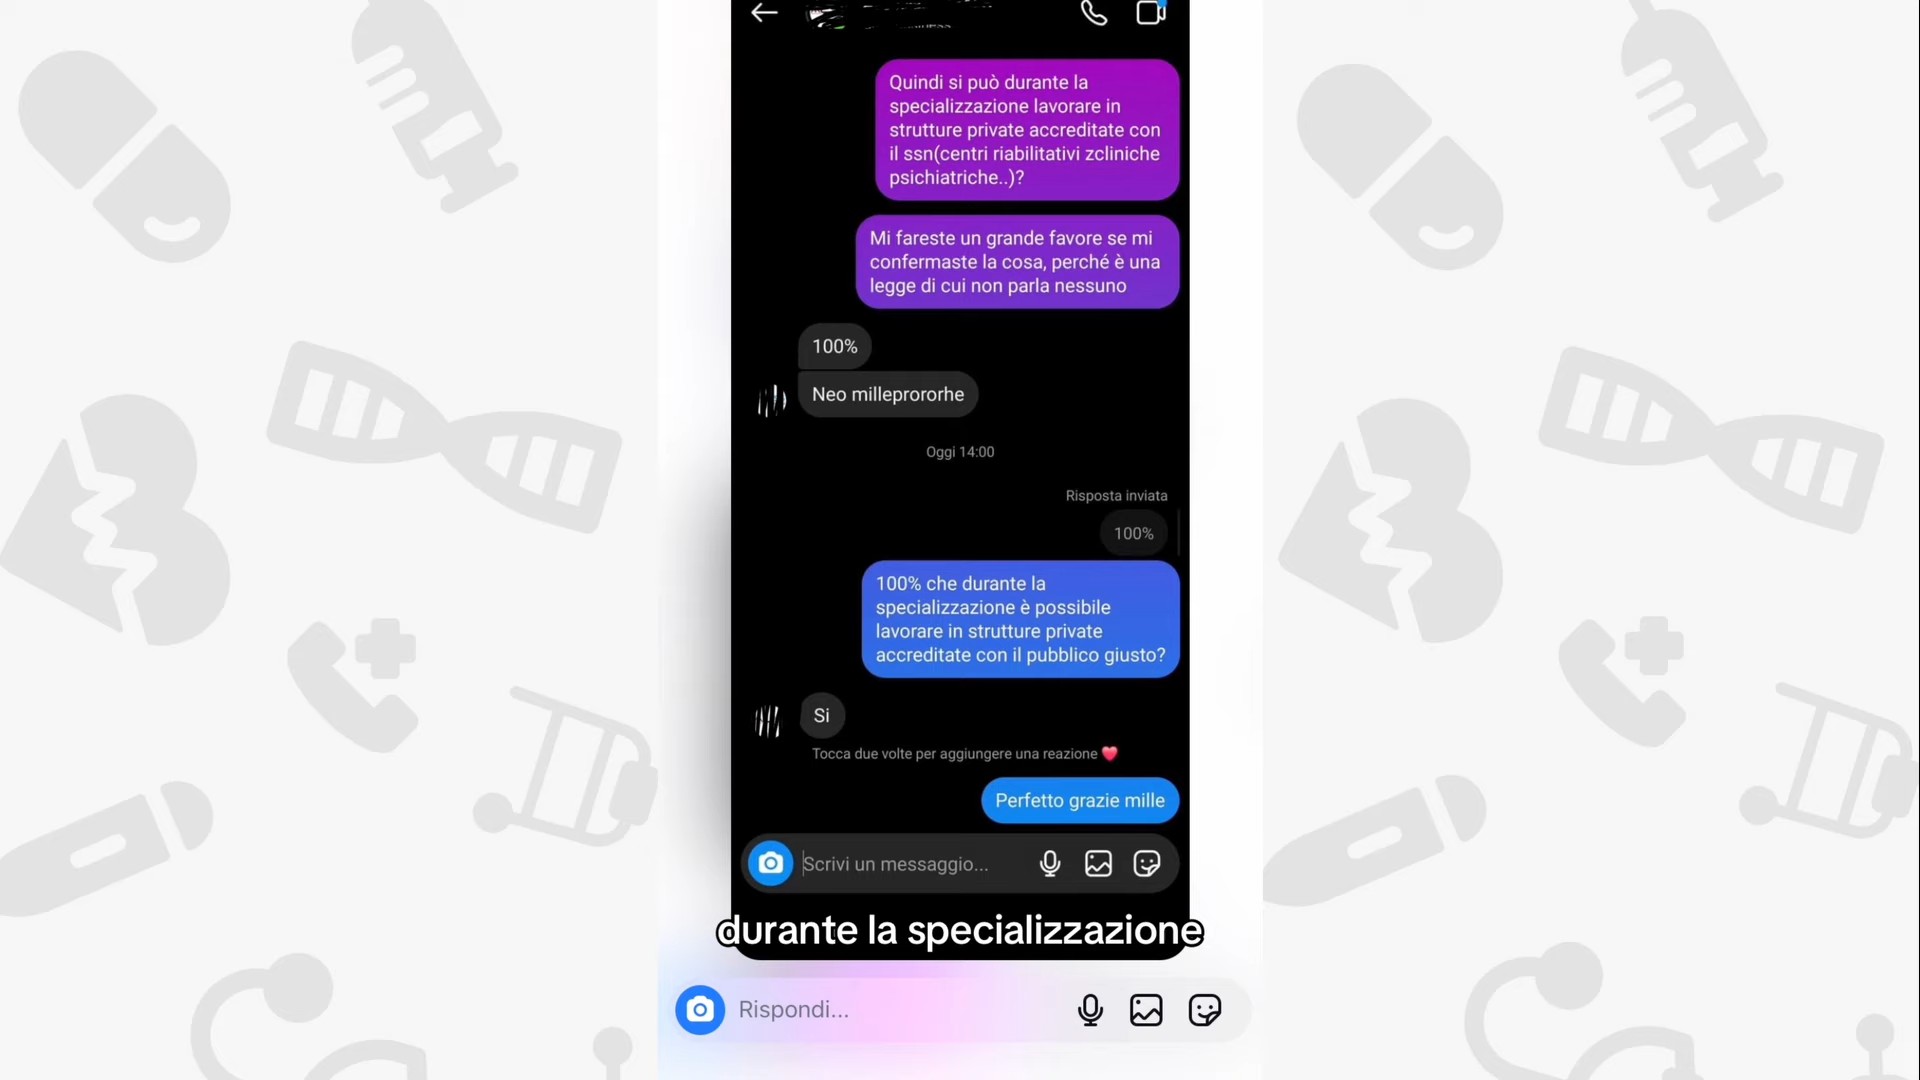 Quindi si può durante la
specializzazione lavorare in
strutture private accreditate con
il ssn(centri riabilitativi zcliniche
psichiatriche..)?
Mi fareste un grande favore se mi
confermaste la cosa, perché è una
legge di cui non parla nessuno
100%
Neo milleprororhe
Oggi 14:00
Risposta inviata
100%
100% che durante la
specializzazione è possibile
lavorare in strutture private
accreditate con il pubblico giusto?
Si
Tocca due volte per aggiungere una reazione ❤️
Perfetto grazie mille
Scrivi un messaggio...
durante la specializzazione
Rispondi...